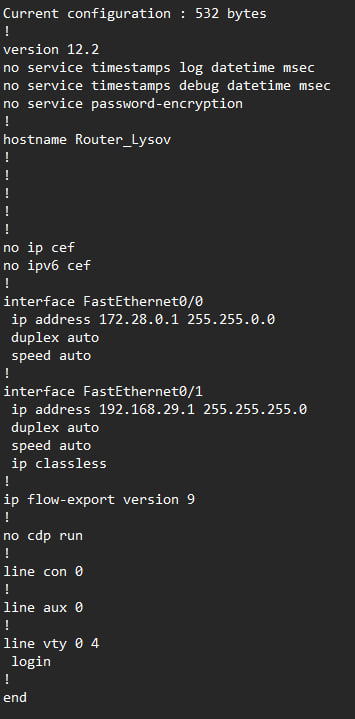 Current configuration : 532 bytes
!
version 12.2
no service timestamps log datetime msec
no service timestamps debug datetime msec
no service password-encryption
!
hostname Router_Lysov
!
!
!
!
!
no ip cef
no ipv6 cef
!
interface FastEthernet0/0
 ip address 172.28.0.1 255.255.0.0
 duplex auto
 speed auto
!
interface FastEthernet0/1
 ip address 192.168.29.1 255.255.255.0
 duplex auto
 speed auto
 ip classless
!
ip flow-export version 9
!
no cdp run
!
line con 0
!
line aux 0
!
line vty 0 4
 login
!
end